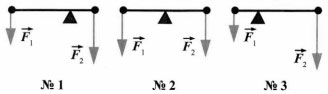 F₁ F₂ F₁ F₂ F₁ F₂
№ 1 № 2 № 3